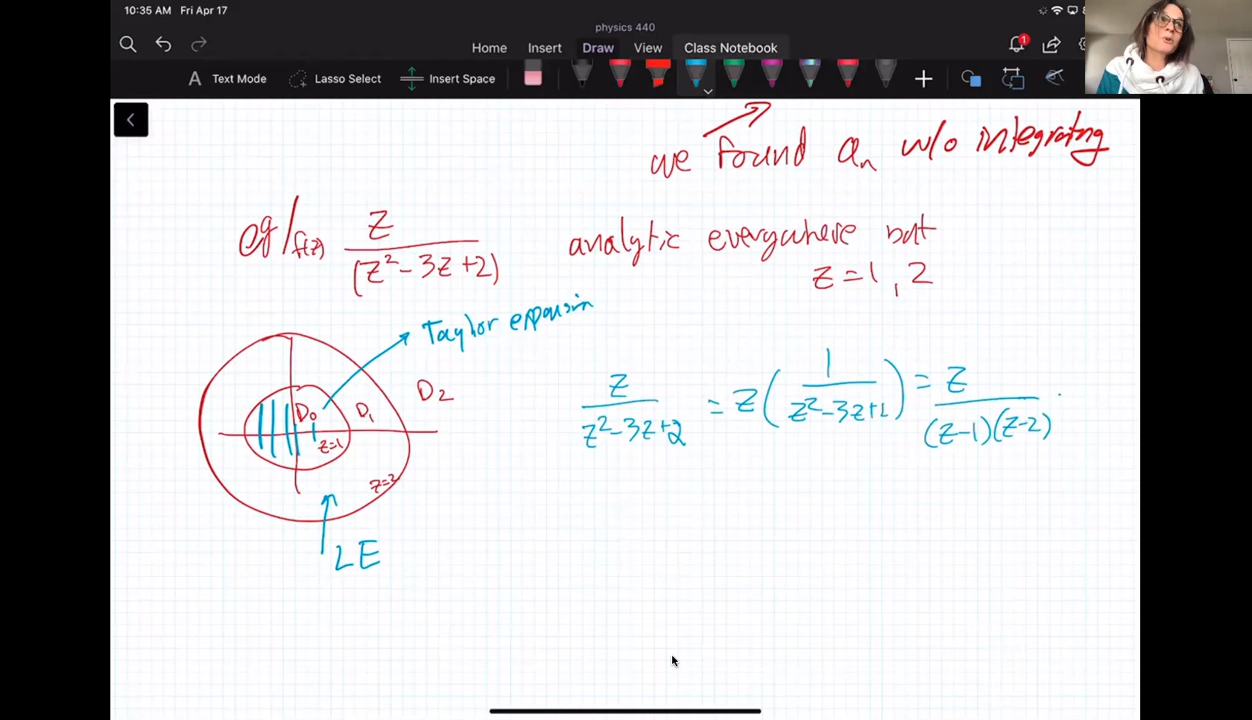 10:35 AM Fri Apr 17
physics 440
Home Insert Draw View Class Notebook
1
A Text Mode Lasso Select Insert Space
we found aₙ w/o integrating
eg/ f(z) z/(z²-3z+2) analytic everywhere but
z=1, 2
Taylor expansion
D₀ D₁ D₂
z=1
z=2
LE
z/(z²-3z+2) = z(1/(z²-3z+2)) = z/((z-1)(z-2))